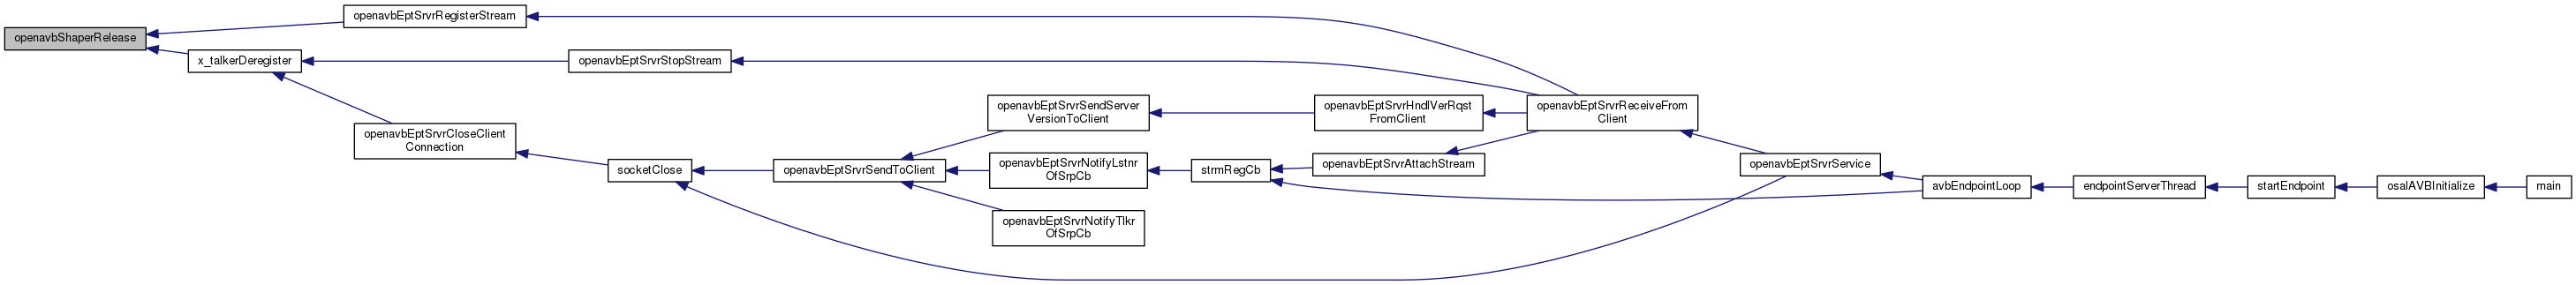 openavbShaperRelease
openavbEptSrvrRegisterStream
x_talkerDeregister
openavbEptSrvrStopStream
openavbEptSrvrCloseClient
Connection
socketClose
openavbEptSrvrSendToClient
openavbEptSrvrSendServer
VersionToClient
openavbEptSrvrNotifyLstnr
OfSrpCb
openavbEptSrvrNotifyTlkr
OfSrpCb
strmRegCb
openavbEptSrvrHndlVerRqst
FromClient
openavbEptSrvrAttachStream
openavbEptSrvrReceiveFrom
Client
openavbEptSrvrService
avbEndpointLoop
endpointServerThread
startEndpoint
osalAVBInitialize
main